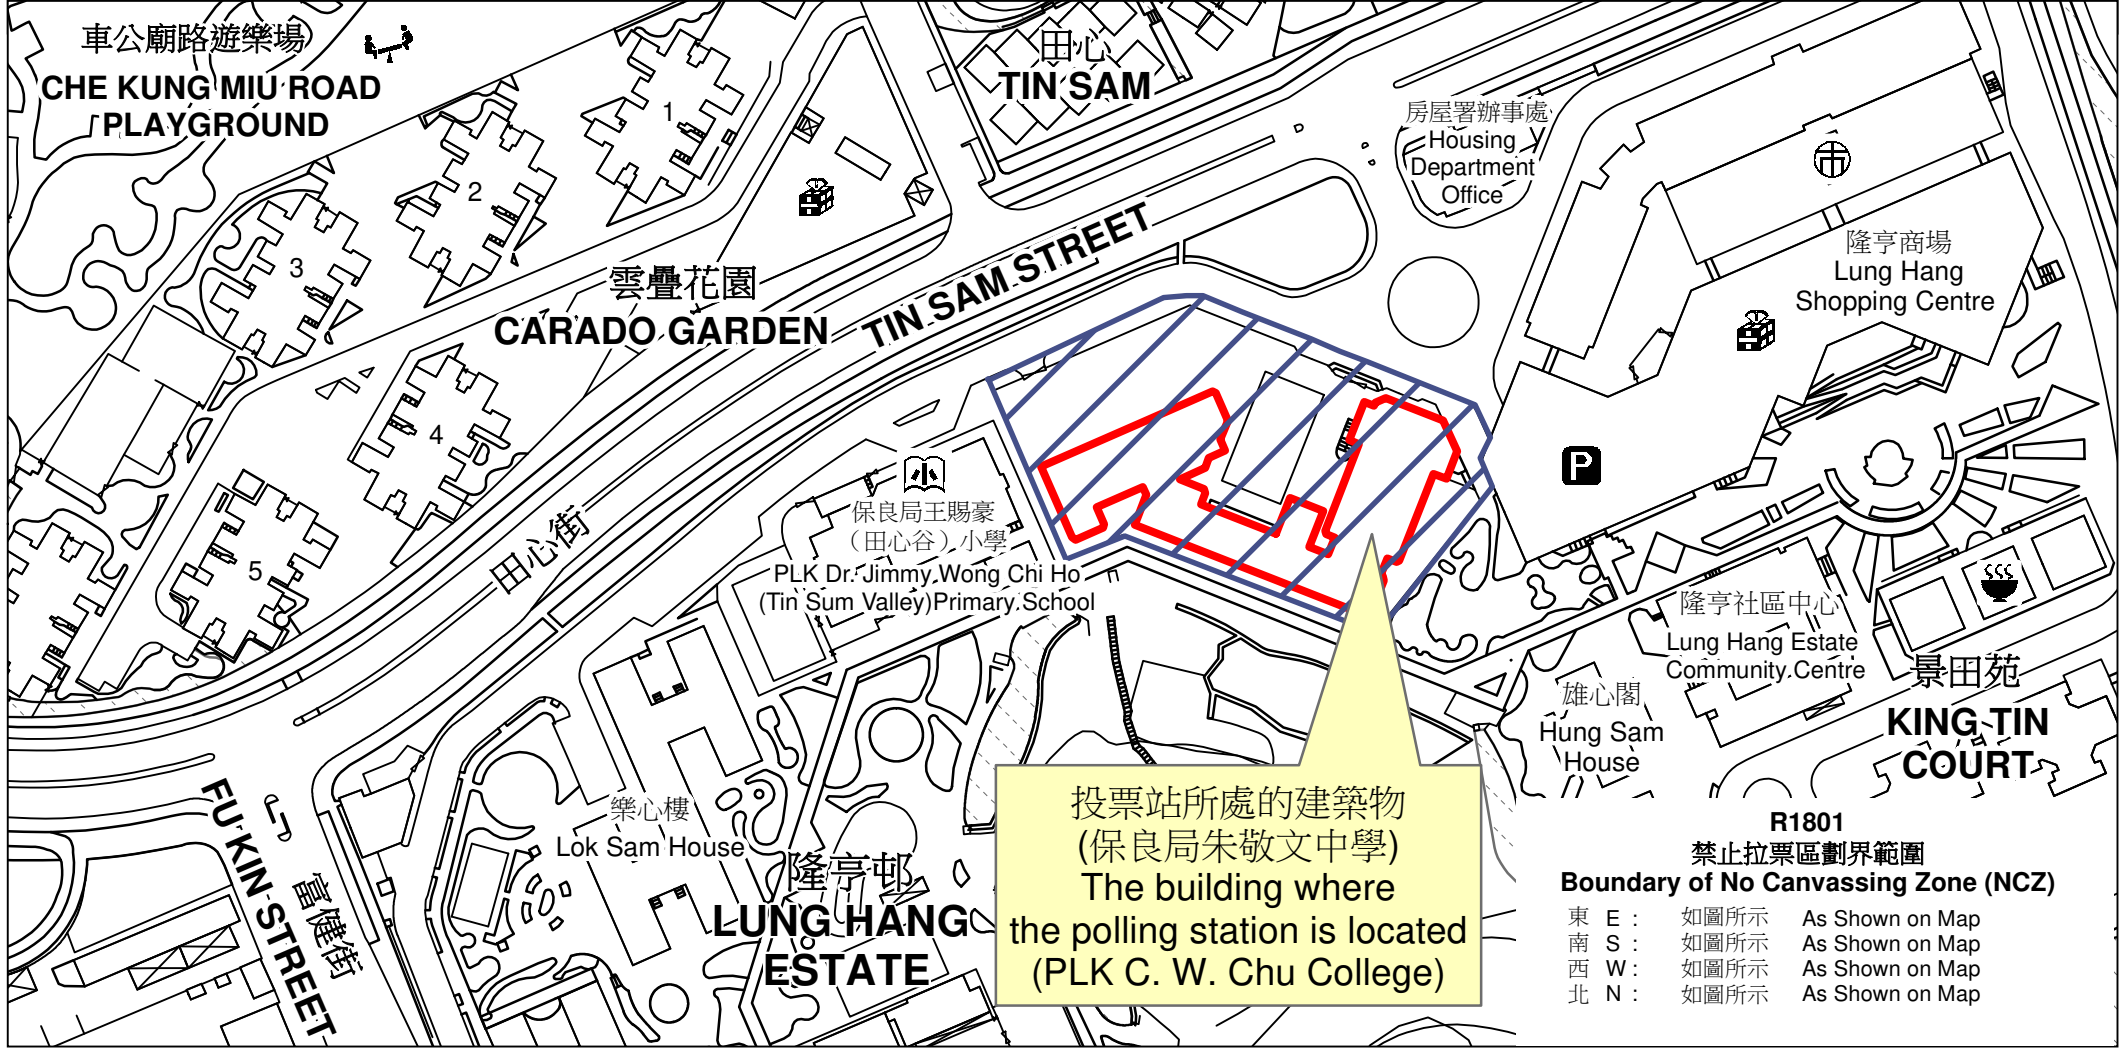 車公廟路遊樂場
CHE KUNG MIU ROAD
PLAYGROUND
1
2
3
4
5
田心
TIN SAM
房屋署辦事處
Housing
Department
Office
隆亨商場
Lung Hang
Shopping Centre
雲疊花園
CARADO GARDEN
TIN SAM STREET
田心街
P
保良局王賜豪
（田心谷）小學
PLK Dr. Jimmy Wong Chi Ho
(Tin Sum Valley)Primary School
隆亨社區中心
Lung Hang Estate
Community Centre
景田苑
KING TIN
COURT
雄心閣
Hung Sam
House
樂心樓
Lok Sam House
隆亨邨
LUNG HANG
ESTATE
FU KIN STREET
富健街
投票站所處的建築物
(保良局朱敬文中學)
The building where
the polling station is located
(PLK C. W. Chu College)
R1801
禁止拉票區劃界範圍
Boundary of No Canvassing Zone (NCZ)
東 E : 如圖所示 As Shown on Map
南 S : 如圖所示 As Shown on Map
西 W : 如圖所示 As Shown on Map
北 N : 如圖所示 As Shown on Map